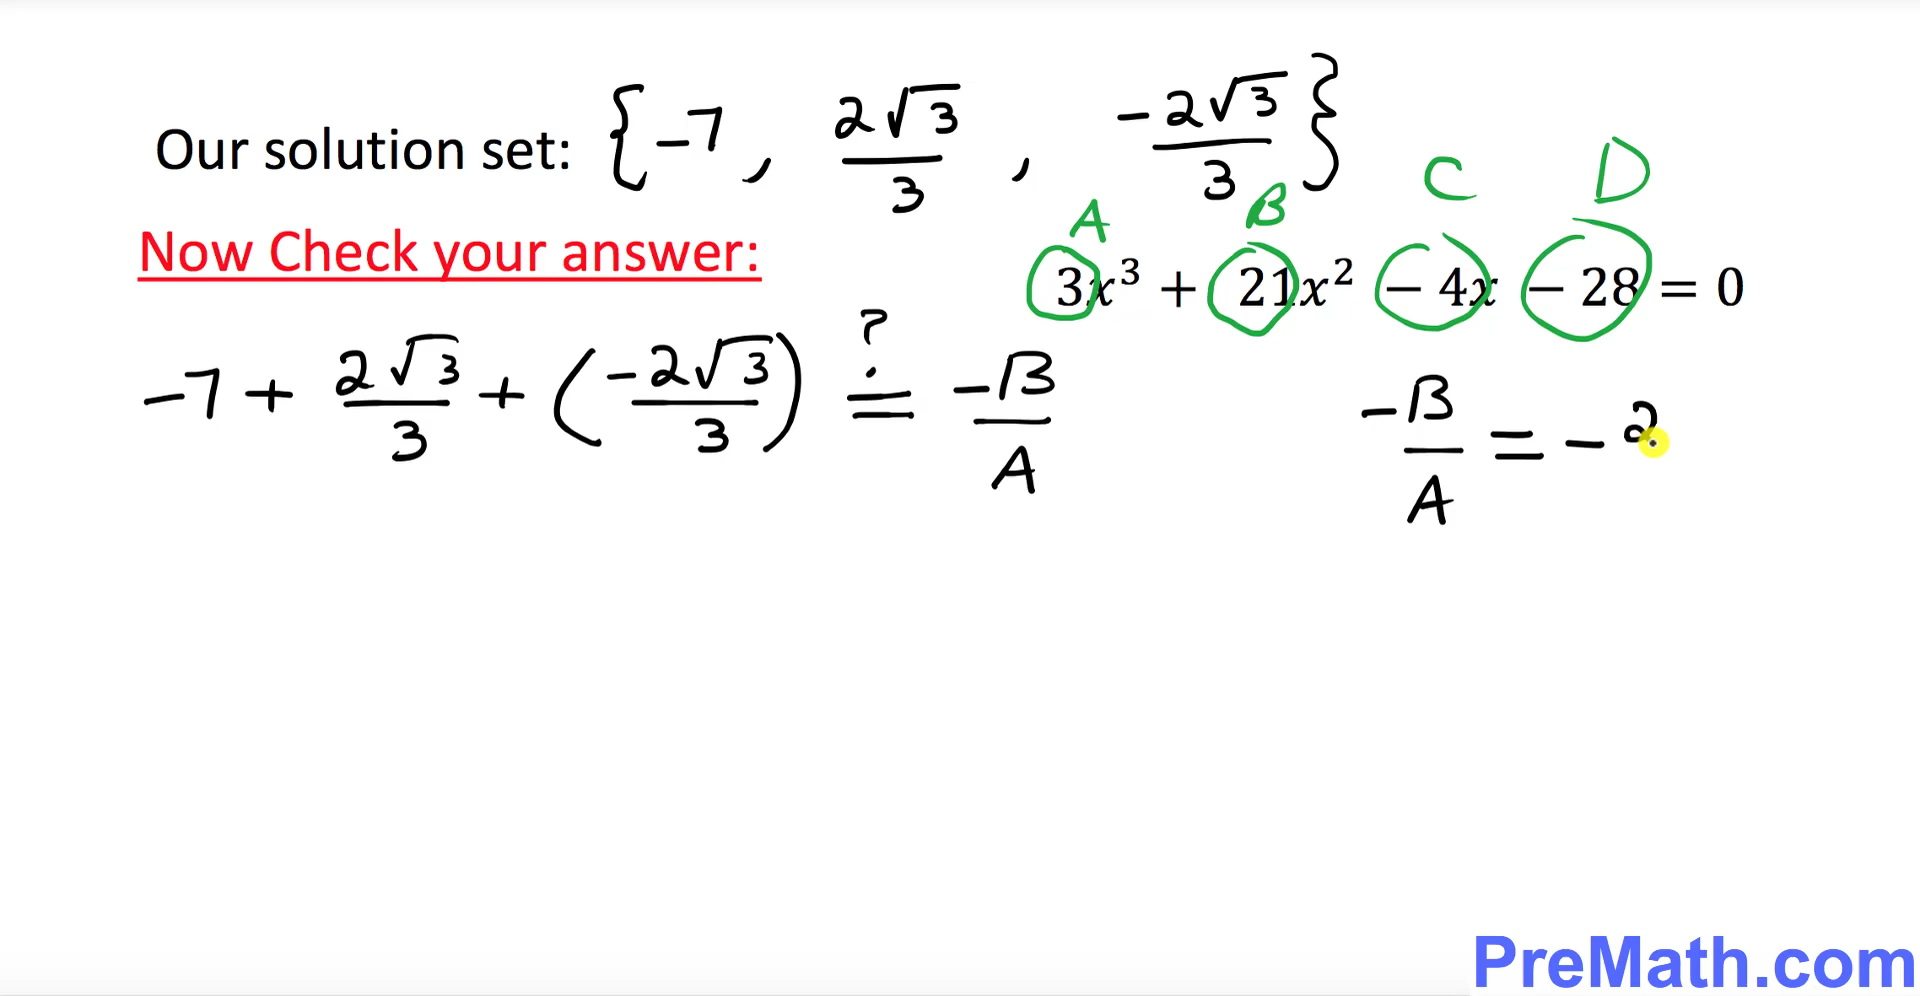 Our solution set: {-7, 2√3/3, -2√3/3}
A B C D
Now Check your answer:
3x³ + 21x² − 4x − 28 = 0
-7 + 2√3/3 + (-2√3/3) ?= -B/A
-B/A = -2
PreMath.com